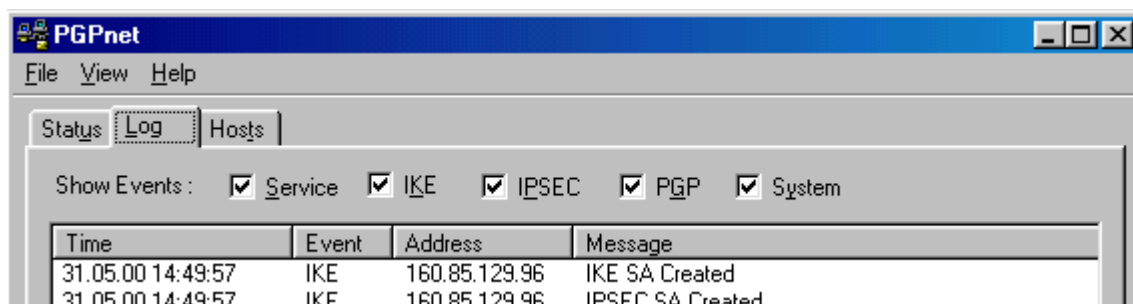 PGPnet
File View Help
Status Log Hosts
Show Events : Service IKE IPSEC PGP System
Time Event Address Message
31.05.00 14:49:57 IKE 160.85.129.96 IKE SA Created
31.05.00 14:49:57 IKE 160.85.129.96 IPSEC SA Created